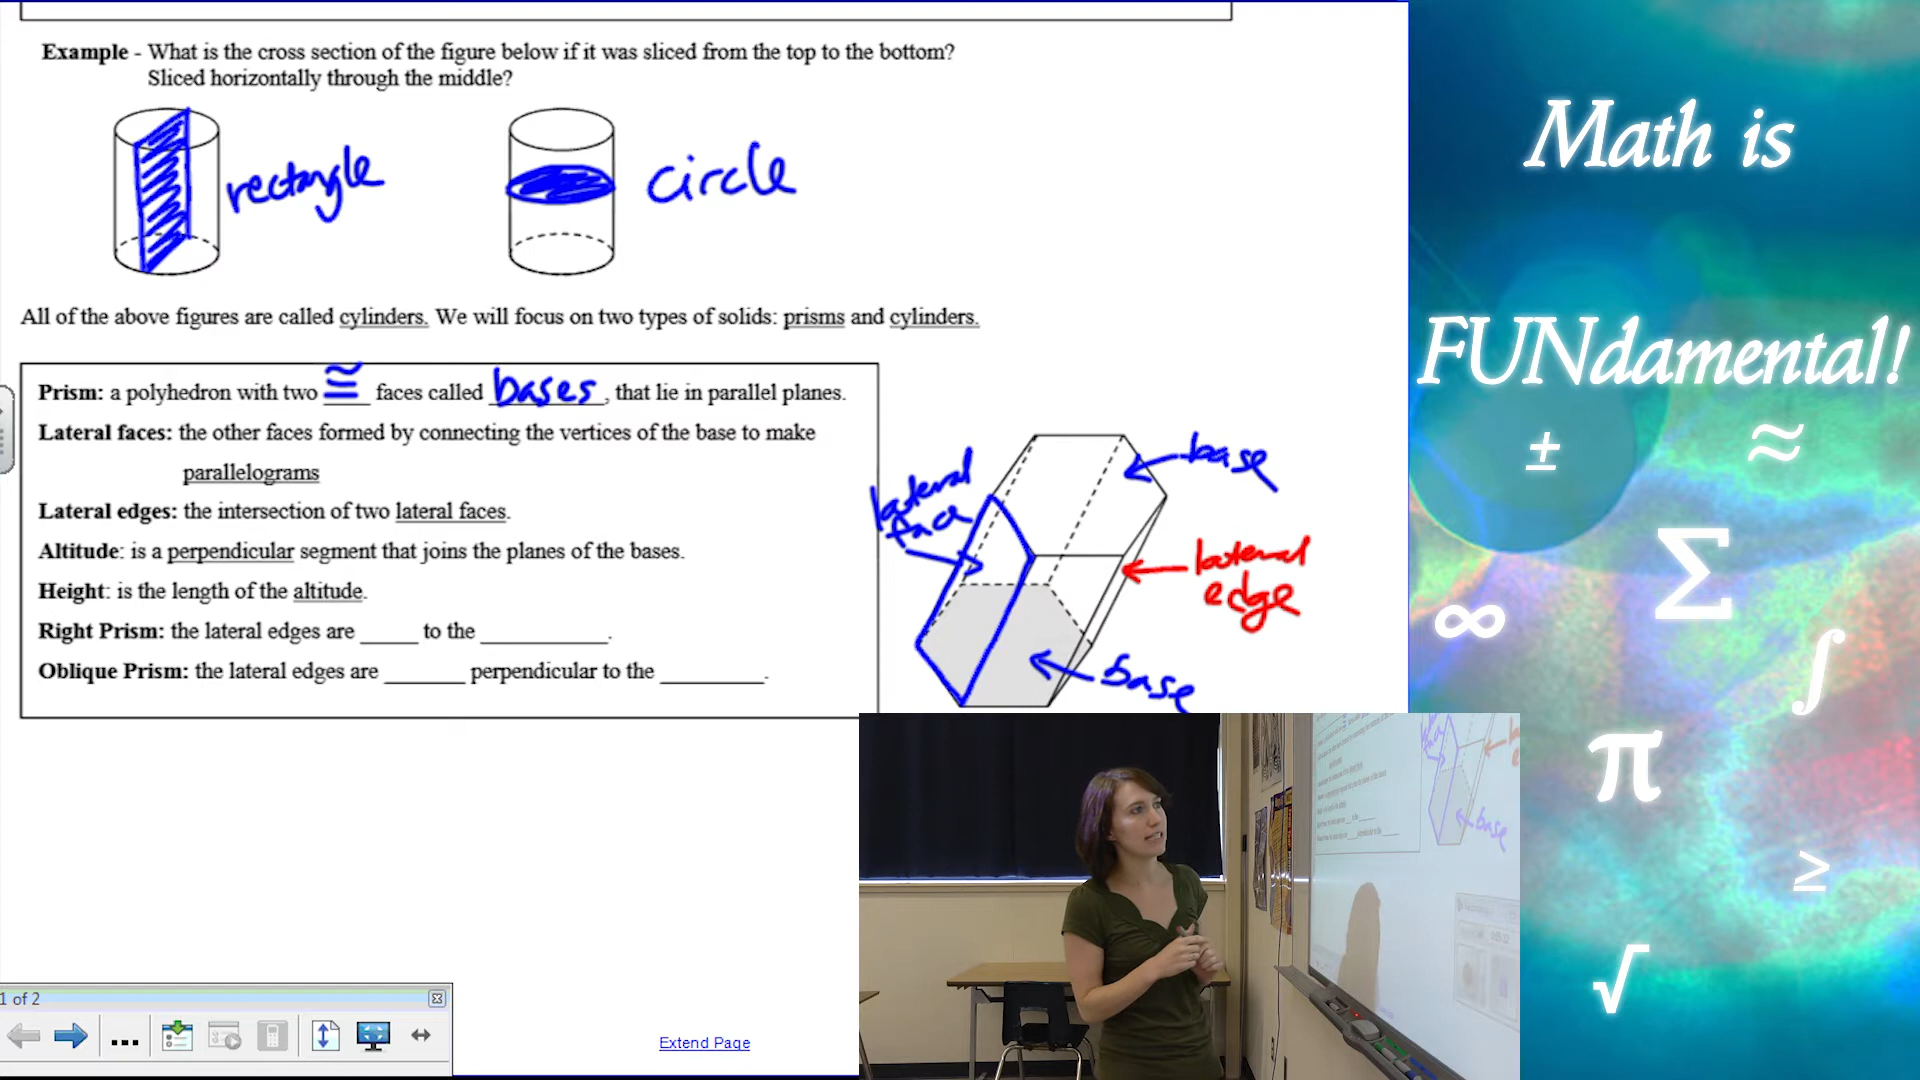 Example - What is the cross section of the figure below if it was sliced from the top to the bottom?
Sliced horizontally through the middle?
rectangle
circle
All of the above figures are called cylinders. We will focus on two types of solids: prisms and cylinders.
Prism: a polyhedron with two ≅ faces called bases, that lie in parallel planes.
Lateral faces: the other faces formed by connecting the vertices of the base to make
parallelograms
Lateral edges: the intersection of two lateral faces.
Altitude: is a perpendicular segment that joins the planes of the bases.
Height: is the length of the altitude.
Right Prism: the lateral edges are ______ to the _____________.
Oblique Prism: the lateral edges are ________ perpendicular to the ___________.
base
lateral
face
lateral
edge
base
1 of 2
Extend Page
Math is
FUNdamental!
± ≈
Σ
∞
∫
π
≥
√
base